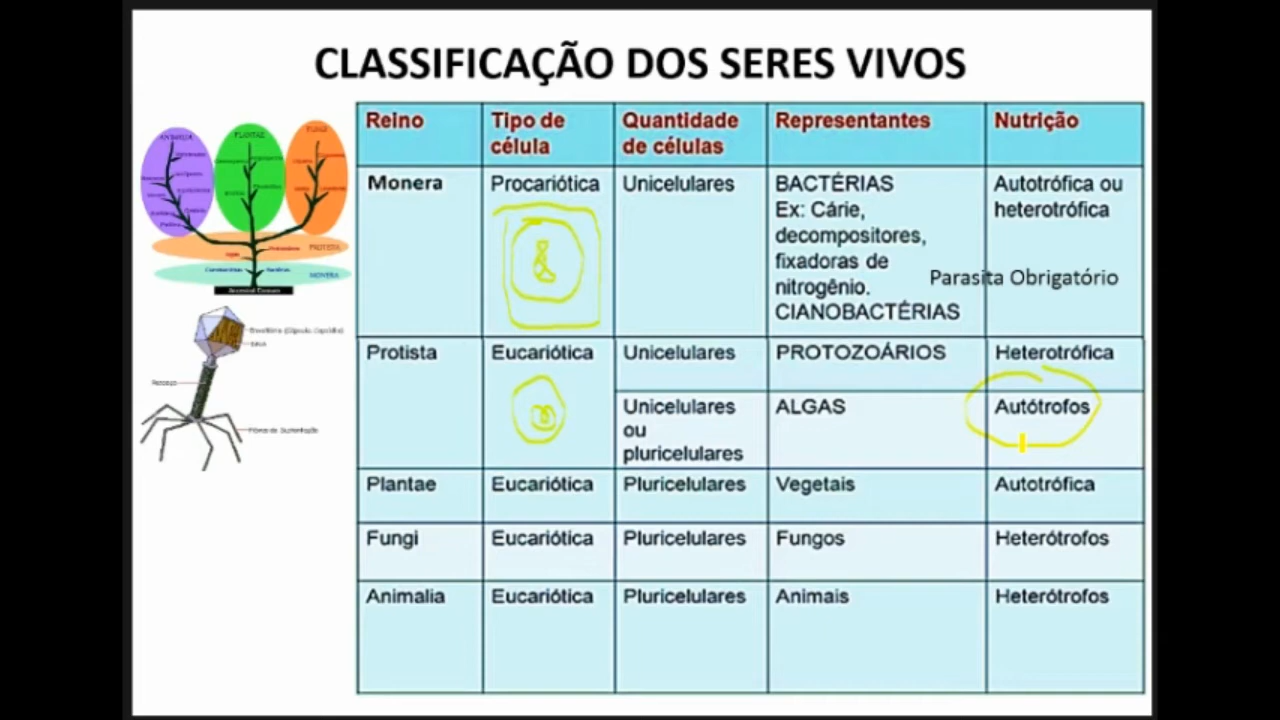 CLASSIFICAÇÃO DOS SERES VIVOS
Reino
Tipo de
célula
Quantidade
de células
Representantes
Nutrição
Monera
Procariótica
Unicelulares
BACTÉRIAS
Ex: Cárie,
decompositores,
fixadoras de
nitrogênio.
CIANOBACTÉRIAS
Autotrófica ou
heterotrófica
Parasita Obrigatório
Protista
Eucariótica
Unicelulares
PROTOZOÁRIOS
Heterotrófica
Unicelulares
ou
pluricelulares
ALGAS
Autótrofos
Plantae
Eucariótica
Pluricelulares
Vegetais
Autotrófica
Fungi
Eucariótica
Pluricelulares
Fungos
Heterótrofos
Animalia
Eucariótica
Pluricelulares
Animais
Heterótrofos
PLANTAE
PROTISTA
MONERA
Ancestral Comum